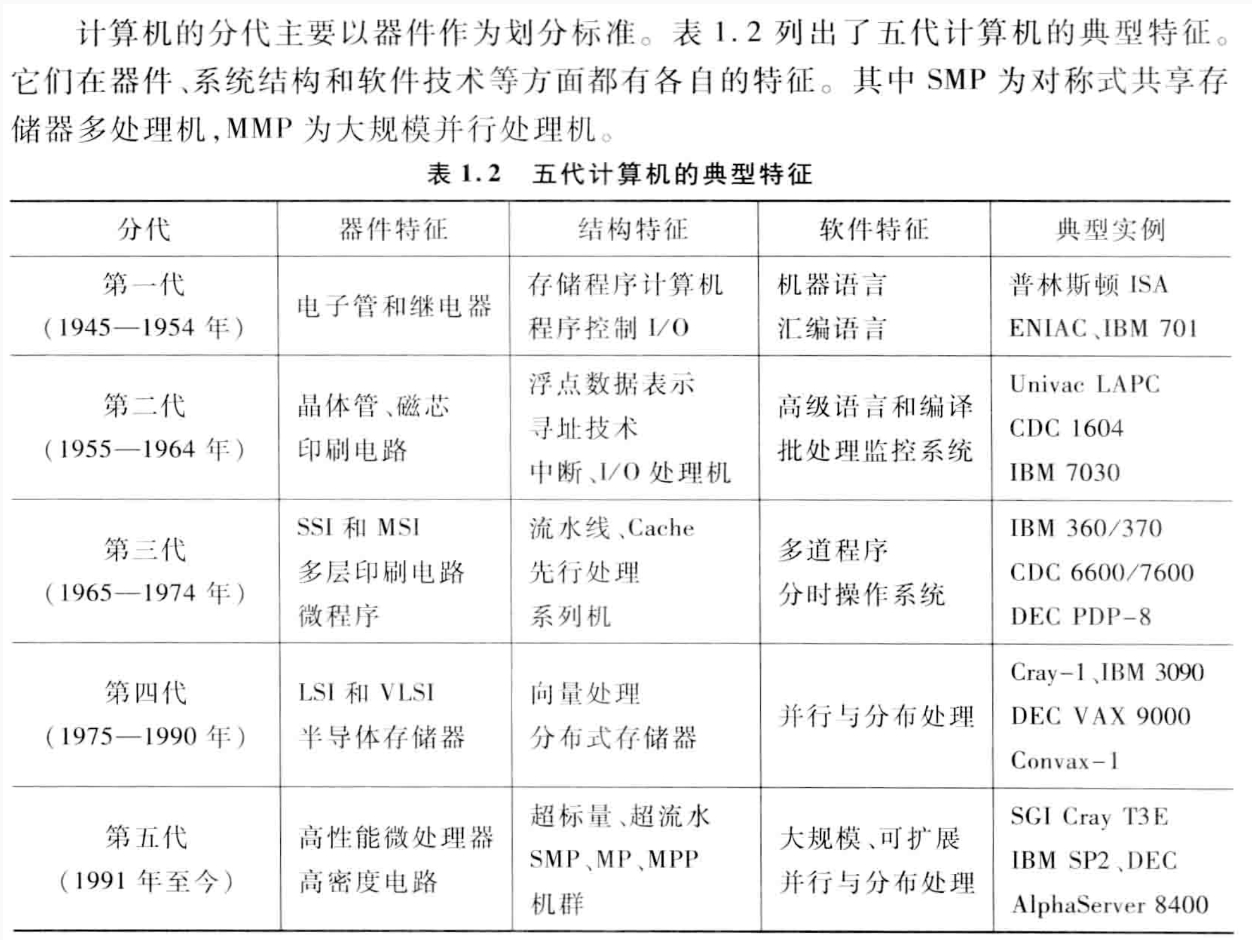 计算机的分代主要以器件作为划分标准。表1.2列出了五代计算机的典型特征。
它们在器件、系统结构和软件技术等方面都有各自的特征。其中 SMP 为对称式共享存
储器多处理机,MMP 为大规模并行处理机。
表 1.2 五代计算机的典型特征
分代 器件特征 结构特征 软件特征 典型实例
第一代
(1945—1954 年)
电子管和继电器
存储程序计算机
程序控制 I/O
机器语言
汇编语言
普林斯顿 ISA
ENIAC、IBM 701
第二代
(1955—1964 年)
晶体管、磁芯
印刷电路
浮点数据表示
寻址技术
中断、I/O 处理机
高级语言和编译
批处理监控系统
Univac LAPC
CDC 1604
IBM 7030
第三代
(1965—1974 年)
SSI 和 MSI
多层印刷电路
微程序
流水线、Cache
先行处理
系列机
多道程序
分时操作系统
IBM 360/370
CDC 6600/7600
DEC PDP-8
第四代
(1975—1990 年)
LSI 和 VLSI
半导体存储器
向量处理
分布式存储器
并行与分布处理
Cray-1、IBM 3090
DEC VAX 9000
Convax-1
第五代
(1991 年至今)
高性能微处理器
高密度电路
超标量、超流水
SMP、MP、MPP
机群
大规模、可扩展
并行与分布处理
SGI Cray T3E
IBM SP2、DEC
AlphaServer 8400